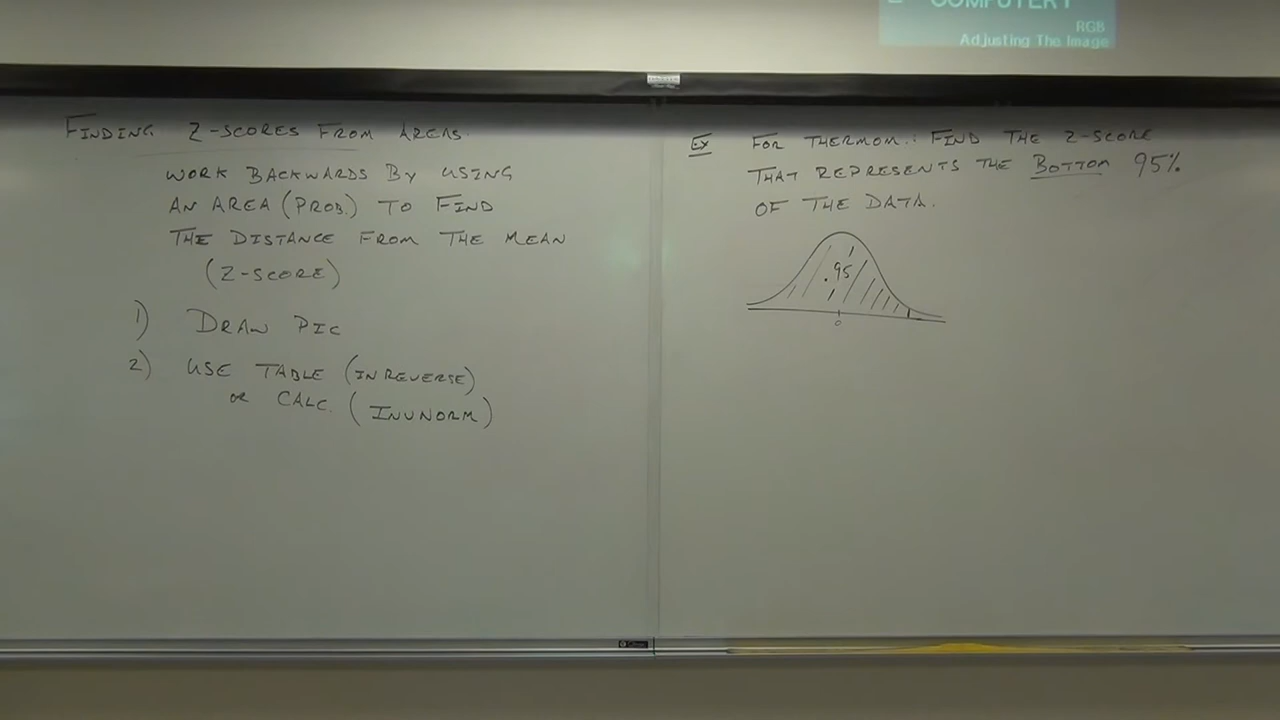 COMPUTER1
RGB
Adjusting The Image
FINDING Z-SCORES FROM AREAS
WORK BACKWARDS BY USING
AN AREA (PROB.) TO FIND
THE DISTANCE FROM THE MEAN
(Z-SCORE)
1) DRAW PIC
2) USE TABLE (IN REVERSE)
OR CALC. (INVNORM)
EX FOR THERMOM.: FIND THE Z-SCORE
THAT REPRESENTS THE BOTTOM 95%
OF THE DATA.
.95
0